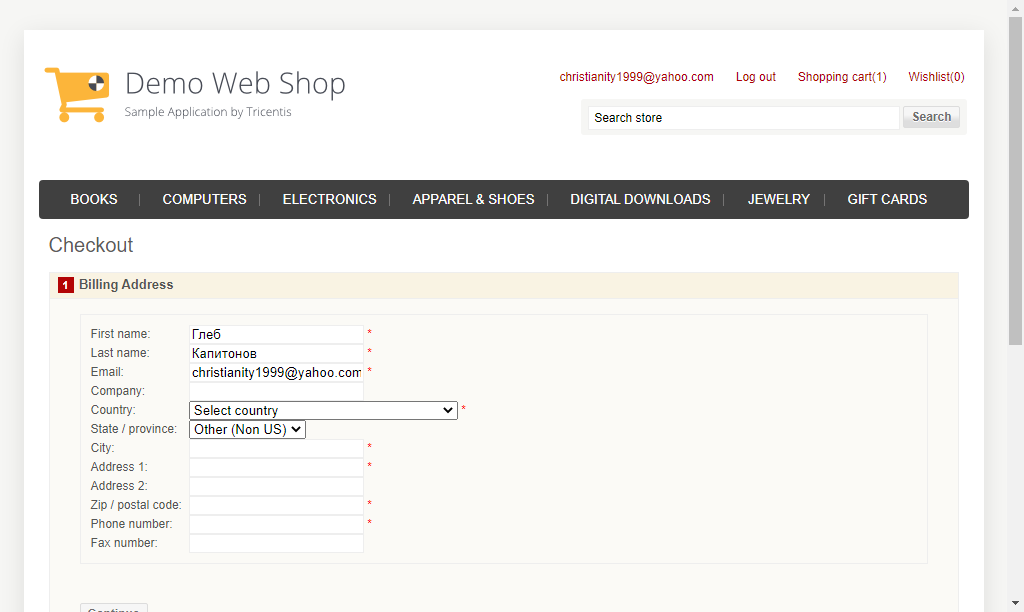 Demo Web Shop
Sample Application by Tricentis
christianity1999@yahoo.com Log out Shopping cart(1) Wishlist(0)
Search store Search
BOOKS COMPUTERS ELECTRONICS APPAREL & SHOES DIGITAL DOWNLOADS JEWELRY GIFT CARDS
Checkout
1 Billing Address
First name: Глеб *
Last name: Капитонов *
Email: christianity1999@yahoo.com *
Company:
Country: Select country *
State / province: Other (Non US)
City: *
Address 1: *
Address 2:
Zip / postal code: *
Phone number: *
Fax number:
Continue